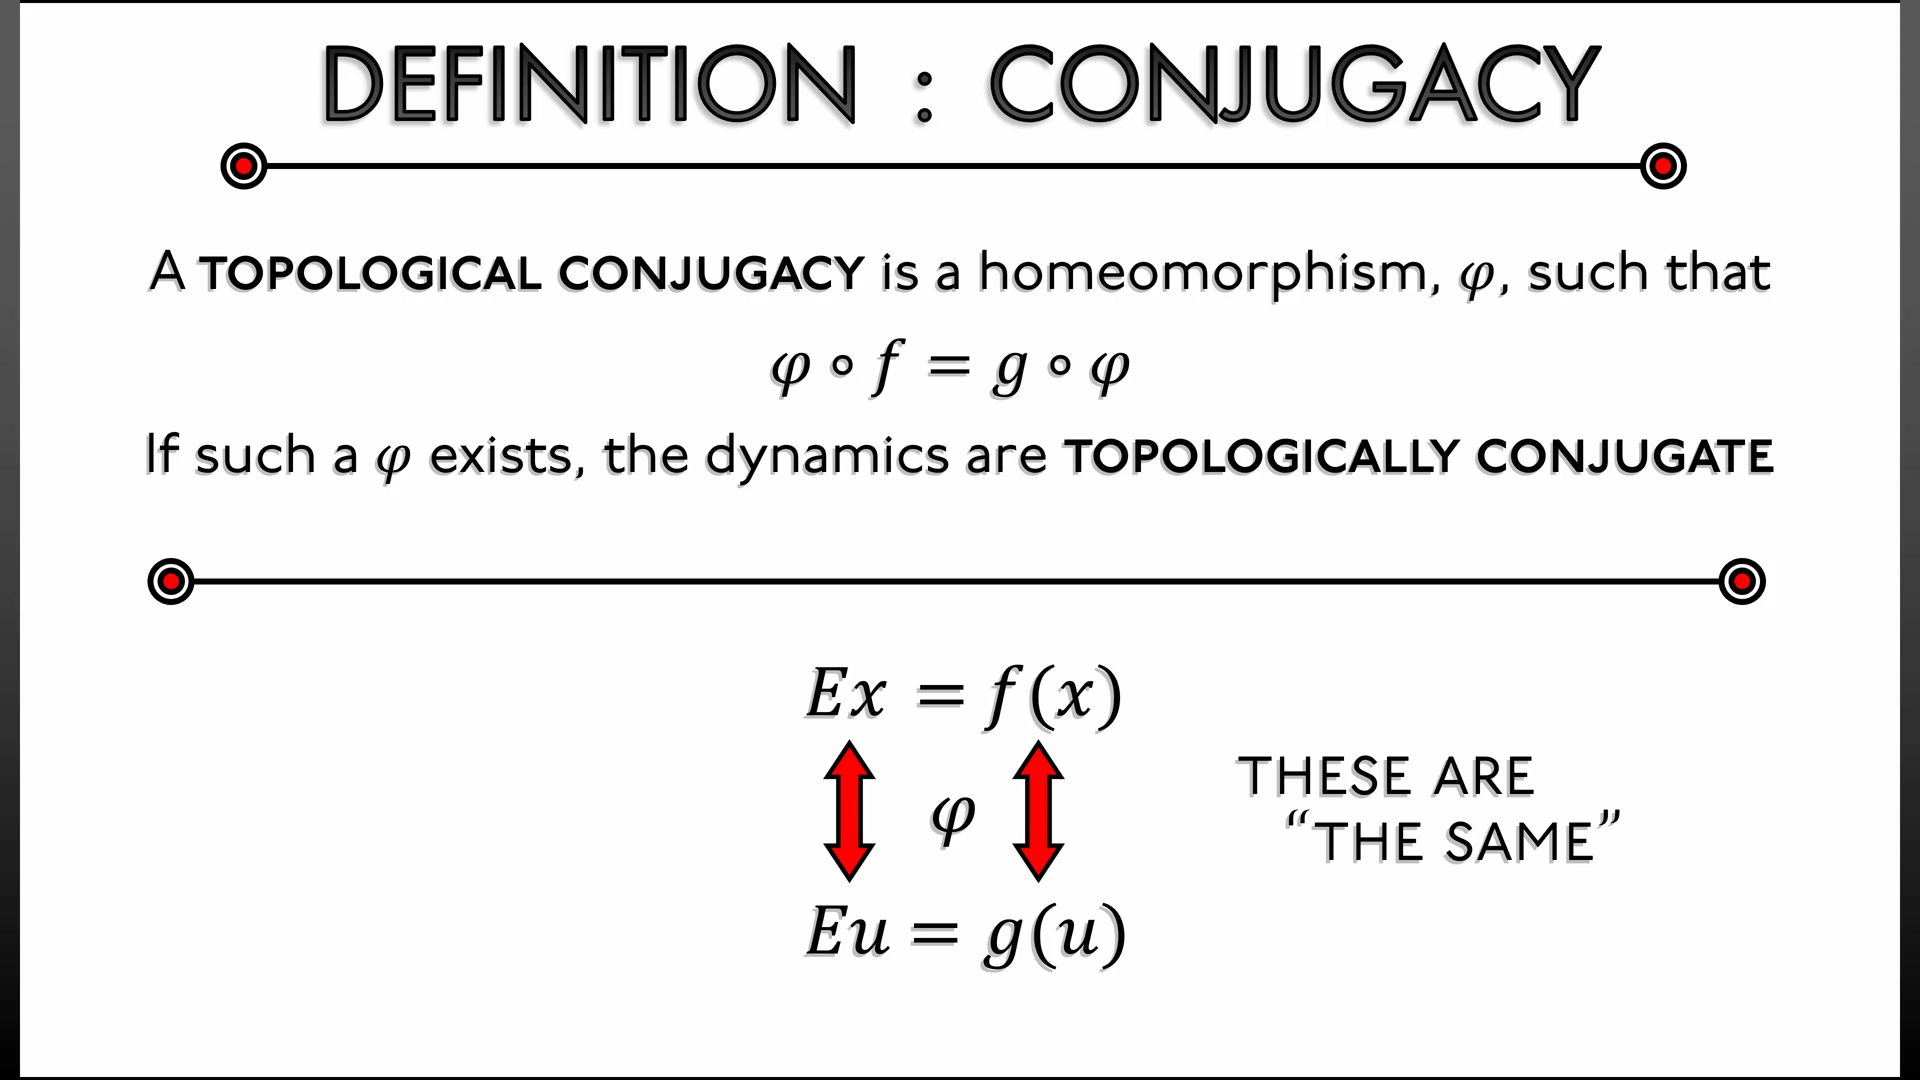 DEFINITION : CONJUGACY
A TOPOLOGICAL CONJUGACY is a homeomorphism, φ, such that
φ ∘ f = g ∘ φ
If such a φ exists, the dynamics are TOPOLOGICALLY CONJUGATE
Ex = f(x)
φ
THESE ARE
“THE SAME”
Eu = g(u)